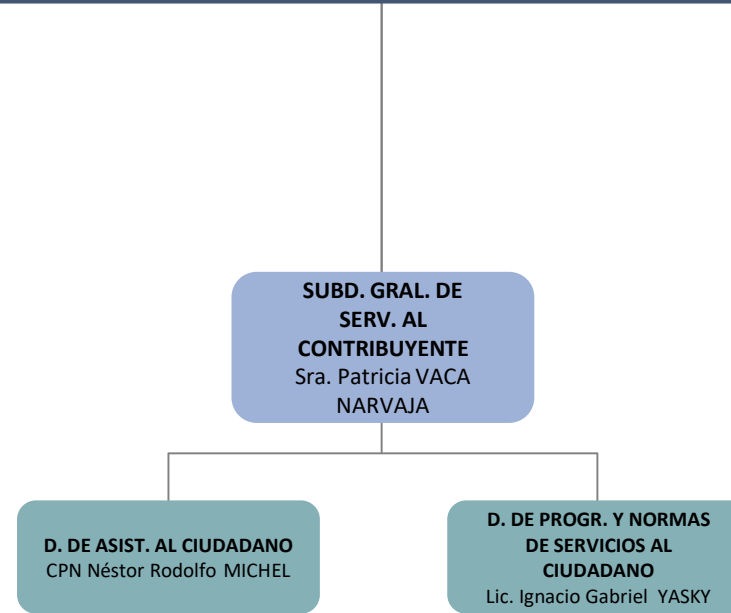 SUBD. GRAL. DE
SERV. AL
CONTRIBUYENTE
Sra. Patricia VACA
NARVAJA
D. DE ASIST. AL CIUDADANO
CPN Néstor Rodolfo MICHEL
D. DE PROGR. Y NORMAS
DE SERVICIOS AL
CIUDADANO
Lic. Ignacio Gabriel YASKY